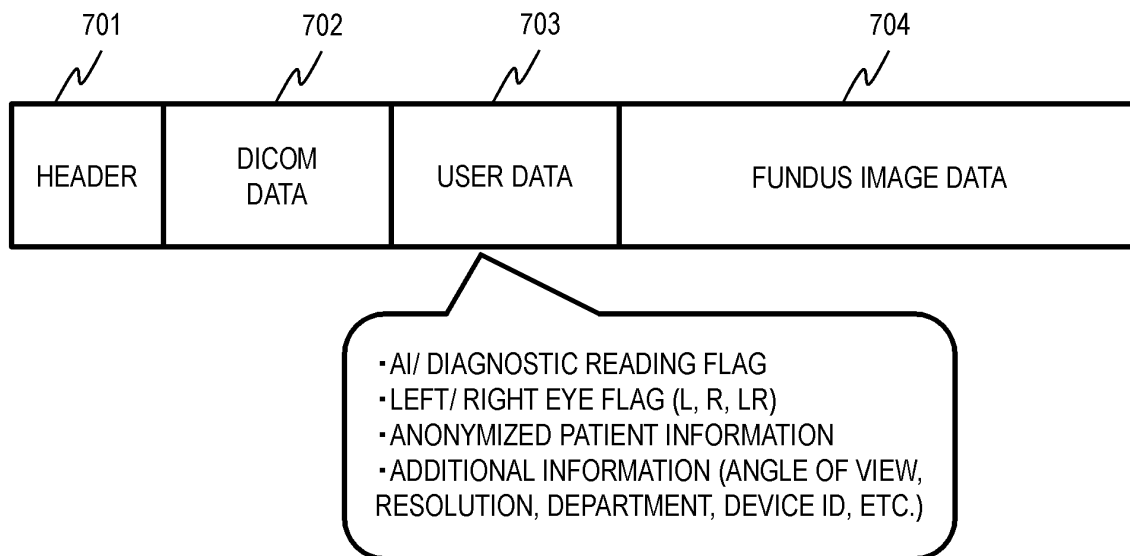 701 702 703 704
HEADER
DICOM
DATA
USER DATA
FUNDUS IMAGE DATA
・AI/ DIAGNOSTIC READING FLAG
・LEFT/ RIGHT EYE FLAG (L, R, LR)
・ANONYMIZED PATIENT INFORMATION
・ADDITIONAL INFORMATION (ANGLE OF VIEW,
RESOLUTION, DEPARTMENT, DEVICE ID, ETC.)